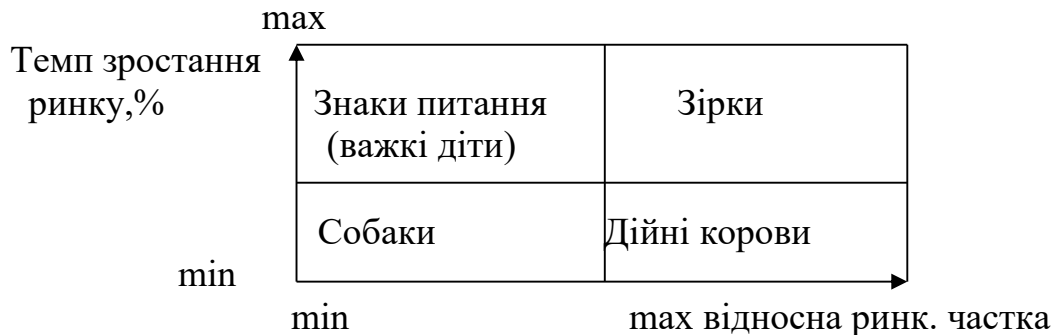 max
Темп зростання
ринку,%
Знаки питання
(важкі діти)
Зірки
Собаки
Дійні корови
min
min
max відносна ринк. частка